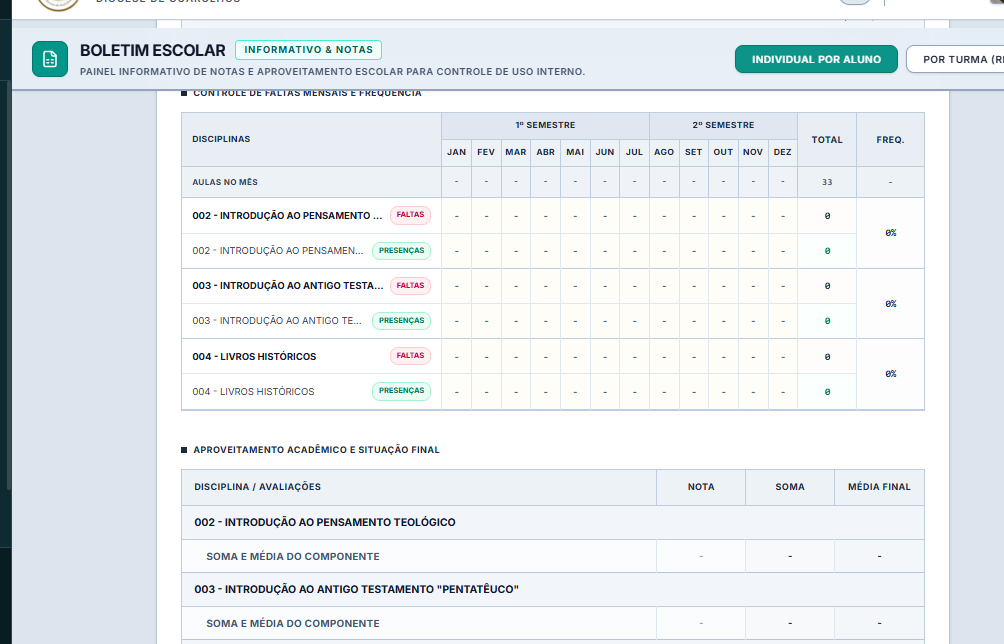 BOLETIM ESCOLAR INFORMATIVO & NOTAS
PAINEL INFORMATIVO DE NOTAS E APROVEITAMENTO ESCOLAR PARA CONTROLE DE USO INTERNO.
INDIVIDUAL POR ALUNO
POR TURMA
CONTROLE DE FALTAS MENSAIS E FREQUÊNCIA
DISCIPLINAS 1º SEMESTRE 2º SEMESTRE TOTAL FREQ.
JAN FEV MAR ABR MAI JUN JUL AGO SET OUT NOV DEZ
AULAS NO MÊS - - - - - - - - - - - - 33 -
002 - INTRODUÇÃO AO PENSAMENTO ... FALTAS - - - - - - - - - - - - 0 0%
002 - INTRODUÇÃO AO PENSAMEN... PRESENÇAS - - - - - - - - - - - - 0
003 - INTRODUÇÃO AO ANTIGO TESTA... FALTAS - - - - - - - - - - - - 0 0%
003 - INTRODUÇÃO AO ANTIGO TE... PRESENÇAS - - - - - - - - - - - - 0
004 - LIVROS HISTÓRICOS FALTAS - - - - - - - - - - - - 0 0%
004 - LIVROS HISTÓRICOS PRESENÇAS - - - - - - - - - - - - 0
APROVEITAMENTO ACADÊMICO E SITUAÇÃO FINAL
DISCIPLINA / AVALIAÇÕES NOTA SOMA MÉDIA FINAL
002 - INTRODUÇÃO AO PENSAMENTO TEOLÓGICO
SOMA E MÉDIA DO COMPONENTE - - -
003 - INTRODUÇÃO AO ANTIGO TESTAMENTO "PENTATÊUCO"
SOMA E MÉDIA DO COMPONENTE - - -